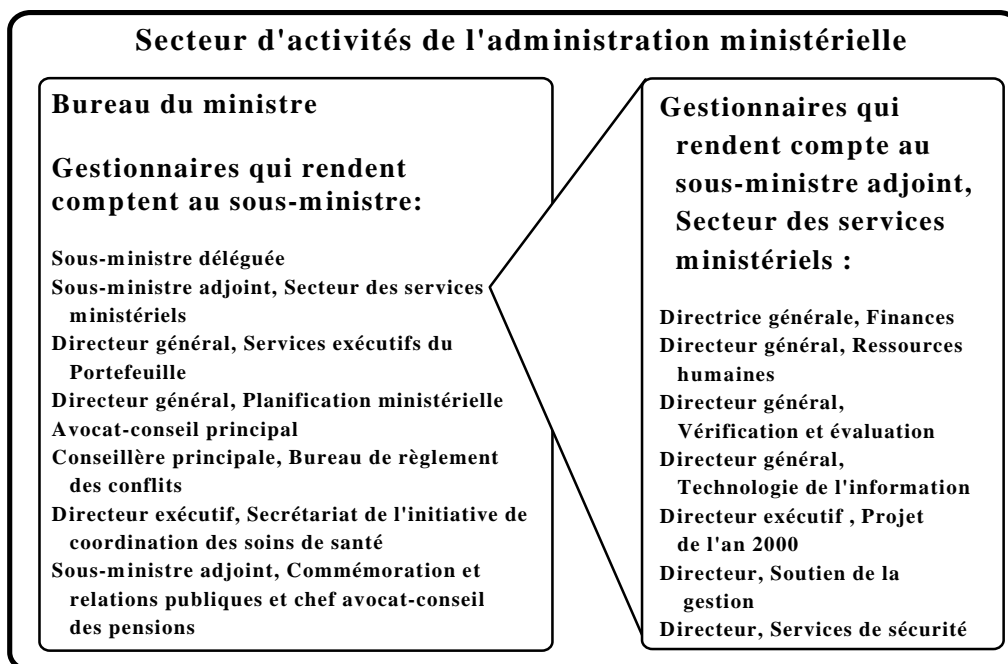 Secteur d'activités de l'administration ministérielle
Bureau du ministre
Gestionnaires qui rendent
comptent au sous-ministre:
Sous-ministre déléguée
Sous-ministre adjoint, Secteur des services
ministériels
Directeur général, Services exécutifs du
Portefeuille
Directeur général, Planification ministérielle
Avocat-conseil principal
Conseillère principale, Bureau de règlement
des conflits
Directeur exécutif, Secrétariat de l'initiative de
coordination des soins de santé
Sous-ministre adjoint, Commémoration et
relations publiques et chef avocat-conseil
des pensions
Gestionnaires qui
rendent compte au
sous-ministre adjoint,
Secteur des services
ministériels :
Directrice générale, Finances
Directeur général, Ressources
humaines
Directeur général,
Vérification et évaluation
Directeur général,
Technologie de l'information
Directeur exécutif , Projet
de l'an 2000
Directeur, Soutien de la
gestion
Directeur, Services de sécurité